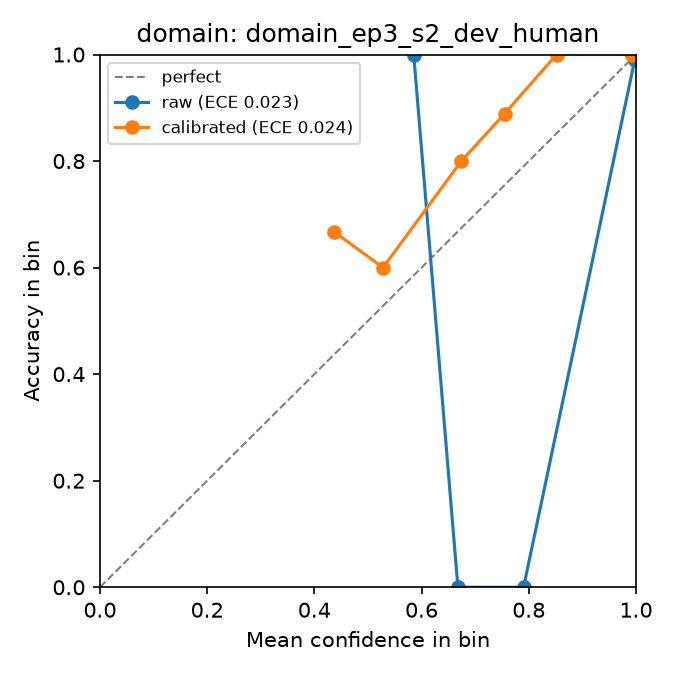 domain: domain_ep3_s2_dev_human
perfect
raw (ECE 0.023)
calibrated (ECE 0.024)
1.0
0.8
0.6
0.4
0.2
0.0
Accuracy in bin
0.0 0.2 0.4 0.6 0.8 1.0
Mean confidence in bin